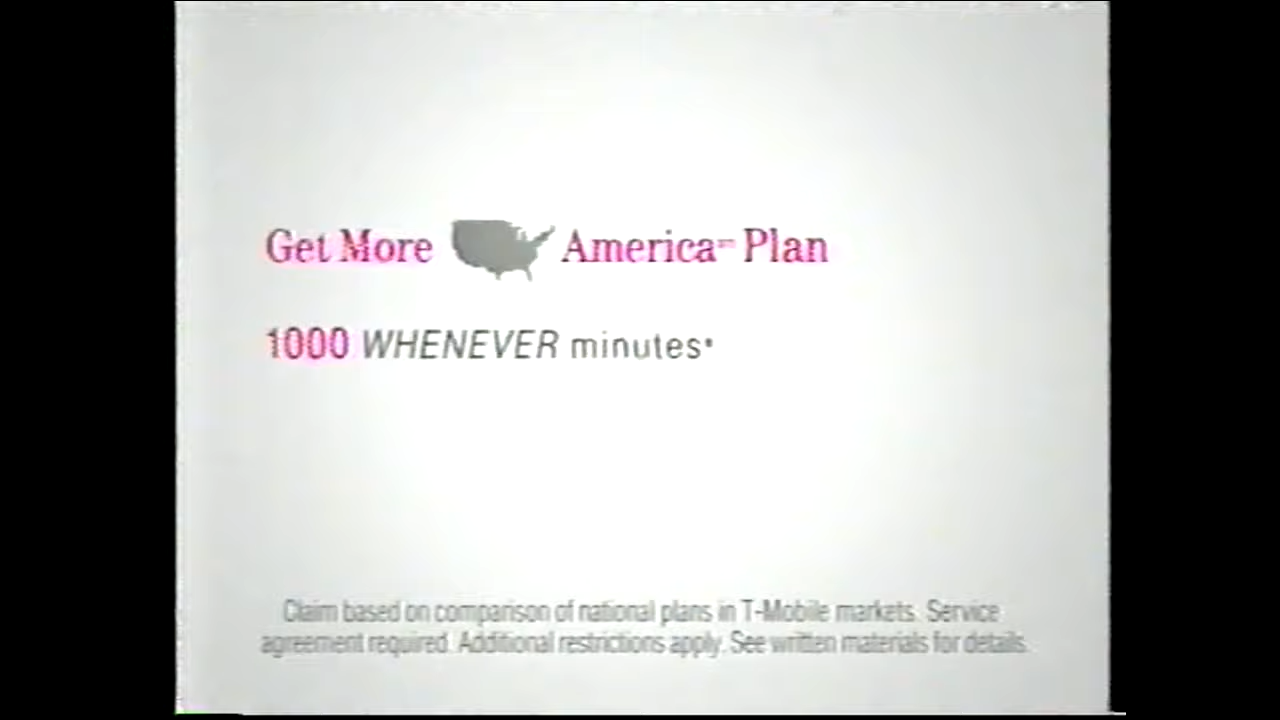 Get More America℠ Plan
1000 WHENEVER minutes*
Claim based on comparison of national plans in T-Mobile markets. Service
agreement required. Additional restrictions apply. See written materials for details.